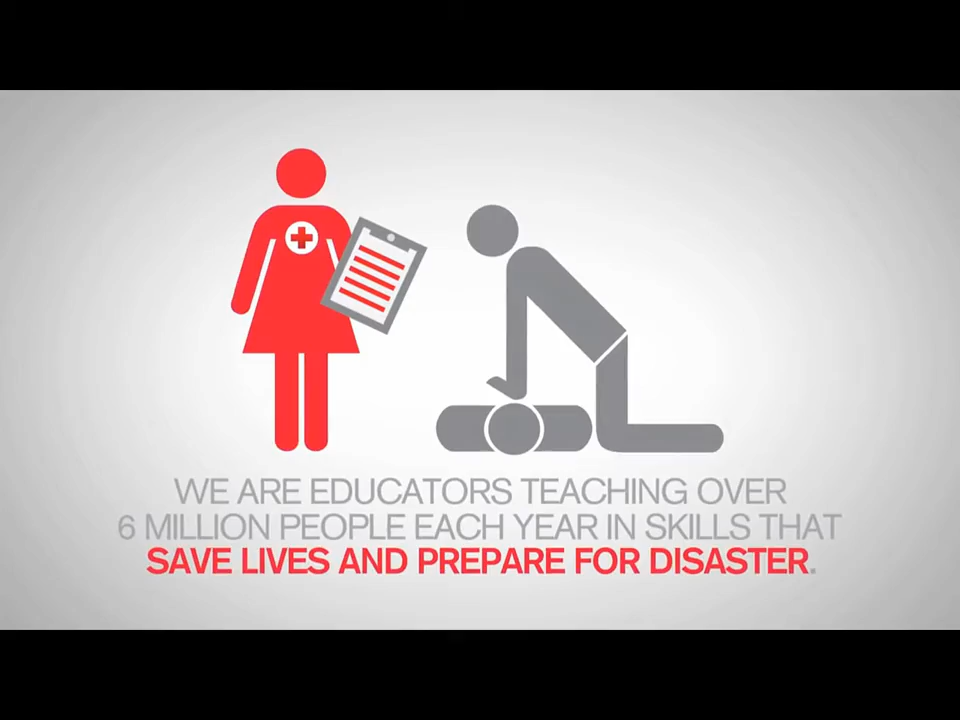 WE ARE EDUCATORS TEACHING OVER
6 MILLION PEOPLE EACH YEAR IN SKILLS THAT
SAVE LIVES AND PREPARE FOR DISASTER.